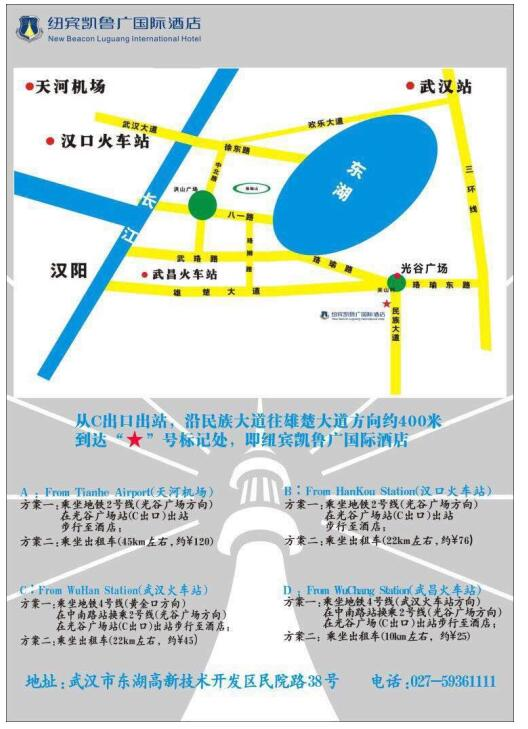 纽宾凯鲁广国际酒店
New Beacon Luguang International Hotel
天河机场
武汉站
武汉大道
欢乐大道
汉口火车站
徐东路
中北路
东湖
三环线
洪山广场
长江
八一路
汉阳
武珞路
珞狮路
珞瑜路
光谷广场
武昌火车站
雄楚大道
珞瑜东路
民族大道
纽宾凯鲁广国际酒店
New Beacon Luguang International Hotel
从C出口出站，沿民族大道往雄楚大道方向约400米
到达“★”号标记处，即纽宾凯鲁广国际酒店
A：From Tianhe Airport(天河机场)
方案一:乘坐地铁2号线(光谷广场方向)
在光谷广场站(C出口)出站
步行至酒店;
方案二:乘坐出租车(45km左右,约¥120)
B：From HanKou Station(汉口火车站)
方案一:乘坐地铁2号线(光谷广场方向)
在光谷广场站(C出口)出站
步行至酒店;
方案二:乘坐出租车(22km左右,约¥76)
C：From WuHan Station(武汉火车站)
方案一:乘坐地铁4号线(黄金口方向)
在中南路站换乘2号线(光谷广场方向)
在光谷广场站(C出口)出站步行至酒店;
方案二:乘坐出租车(22km左右,约¥45)
D：From WuChang Station(武昌火车站)
方案一:乘坐地铁4号线(武汉火车站方向)
在中南路站换乘2号线(光谷广场方向)
在光谷广场站(C出口)出站步行至酒店;
方案二：乘坐出租车(10km左右,约¥25)
地址:武汉市东湖高新技术开发区民院路38号 电话:027-59361111